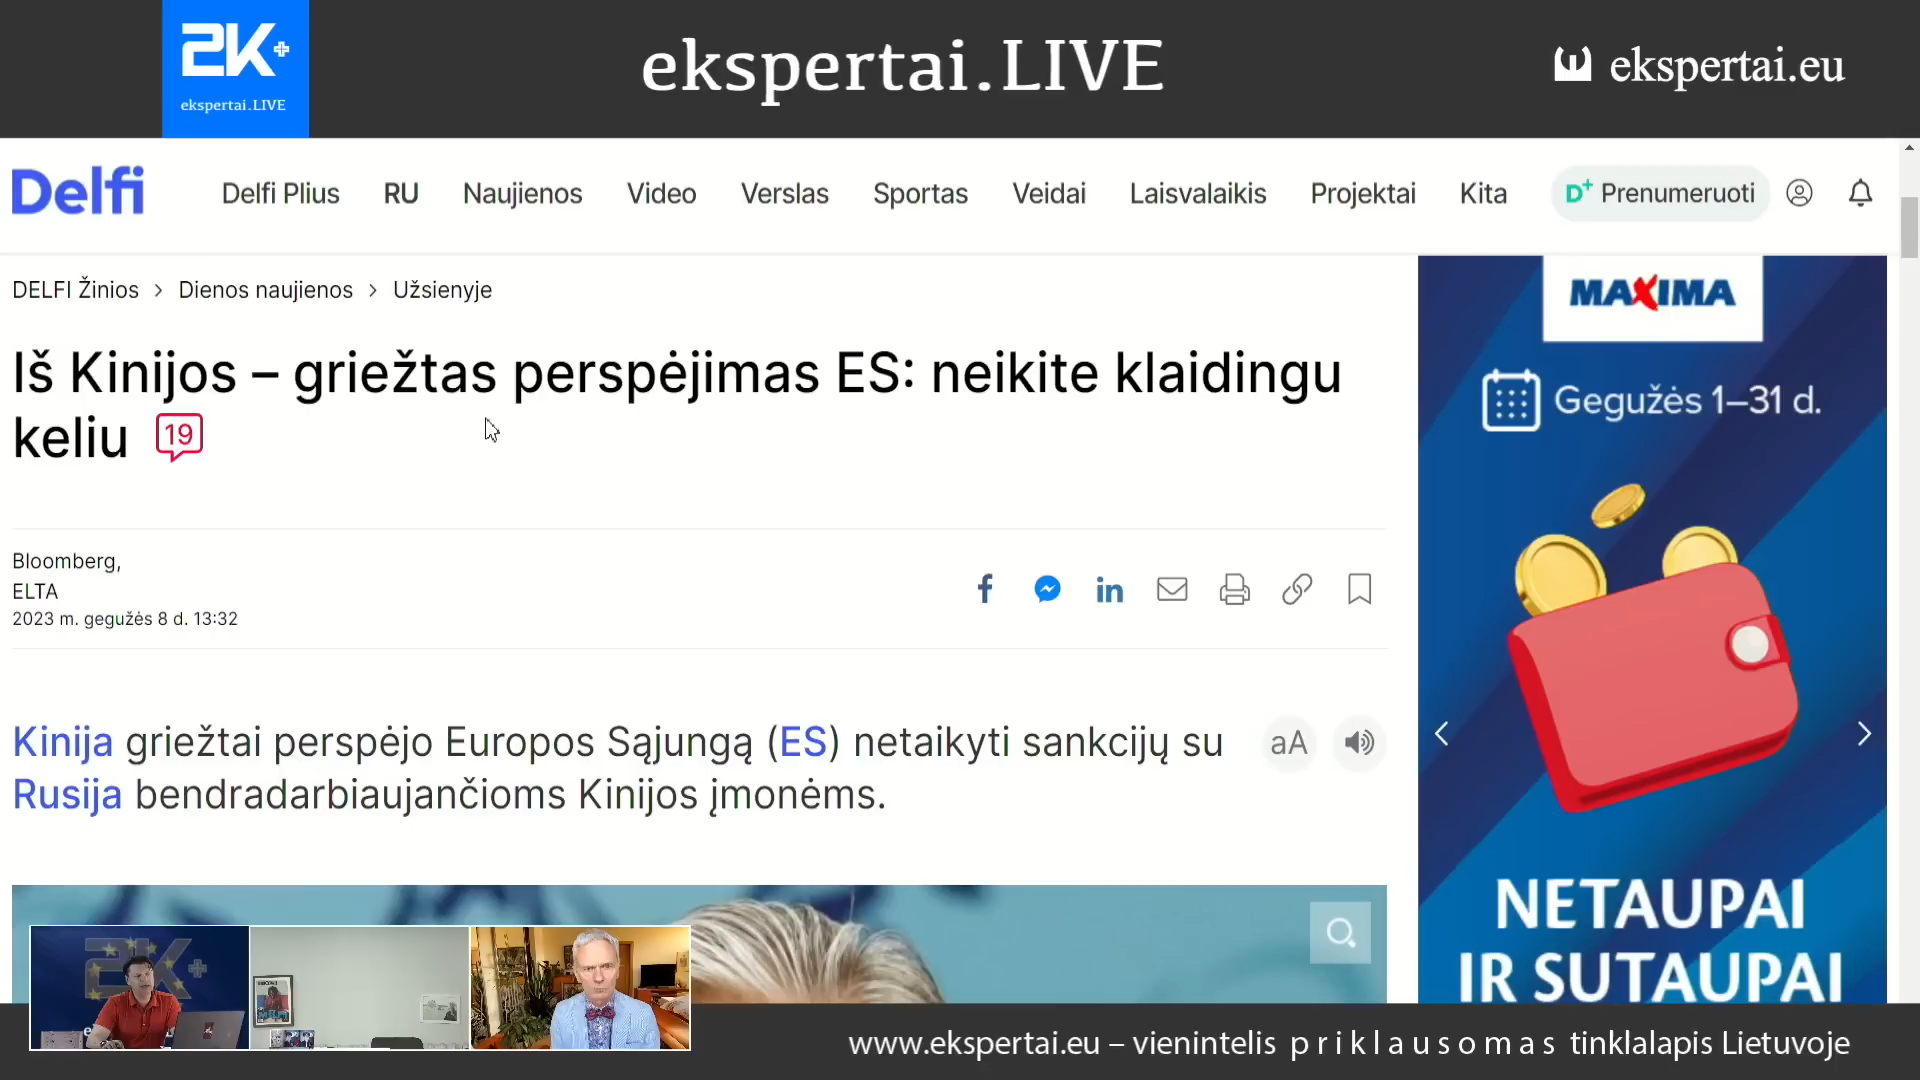 2K+
ekspertai.LIVE
ekspertai.LIVE
ekspertai.eu
Delfi
Delfi Plius
RU
Naujienos
Video
Verslas
Sportas
Veidai
Laisvalaikis
Projektai
Kita
D+ Prenumeruoti
DELFI Žinios > Dienos naujienos > Užsienyje
Iš Kinijos – griežtas perspėjimas ES: neikite klaidingu
keliu 19
Bloomberg,
ELTA
2023 m. gegužės 8 d. 13:32
Kinija griežtai perspėjo Europos Sąjungą (ES) netaikyti sankcijų su
Rusija bendradarbiaujančioms Kinijos įmonėms.
aA
MAXIMA
Gegužės 1–31 d.
NETAUPAI
IR SUTAUPAI
2K+
www.ekspertai.eu – vienintelis priklausomas tinklalapis Lietuvoje